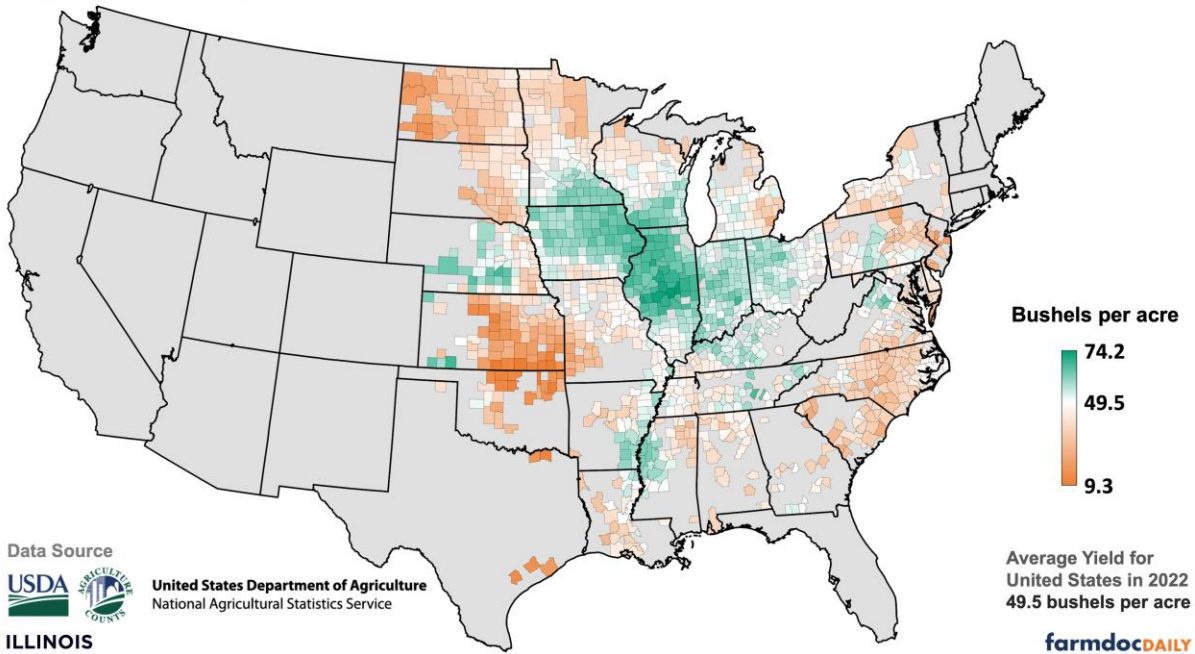 Bushels per acre
74.2
49.5
9.3
Data Source
USDA
AGRICULTURE
COUNTS
United States Department of Agriculture
National Agricultural Statistics Service
ILLINOIS
Average Yield for
United States in 2022
49.5 bushels per acre
farmdocDAILY